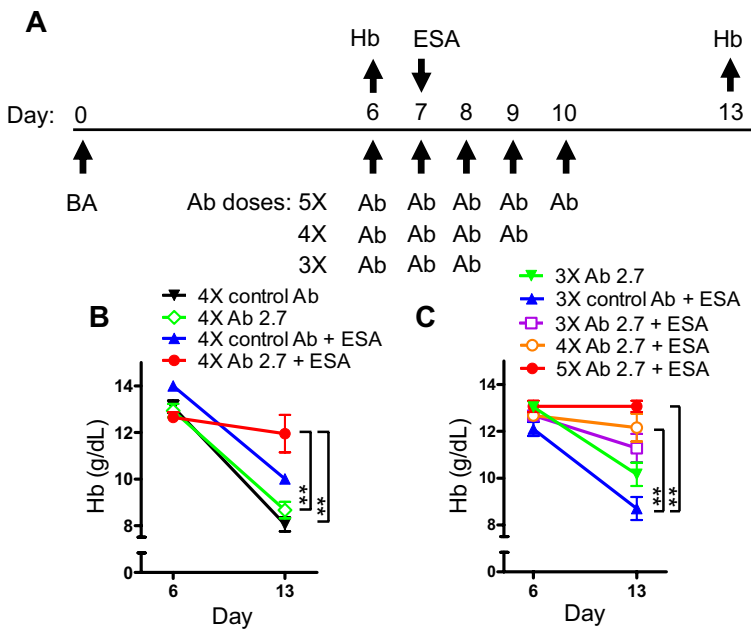 A
Hb ESA Hb
Day: 0 6 7 8 9 10 13
BA
Ab doses: 5X Ab Ab Ab Ab Ab
4X Ab Ab Ab Ab
3X Ab Ab Ab
B
4X control Ab
4X Ab 2.7
4X control Ab + ESA
4X Ab 2.7 + ESA
Hb (g/dL)
14
12
10
8
0
**
**
6 13
Day
C
3X Ab 2.7
3X control Ab + ESA
3X Ab 2.7 + ESA
4X Ab 2.7 + ESA
5X Ab 2.7 + ESA
Hb (g/dL)
14
12
10
8
0
**
**
6 13
Day